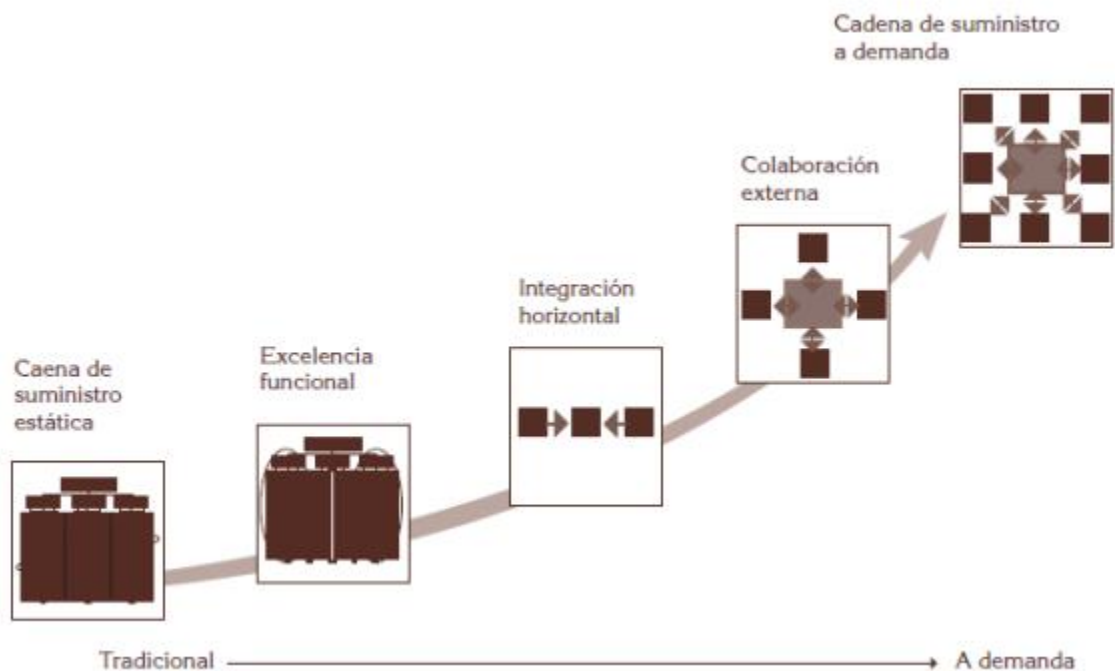 Cadena de suministro
a demanda
Colaboración
externa
Integración
horizontal
Excelencia
funcional
Caena de
suministro
estática
Tradicional
A demanda